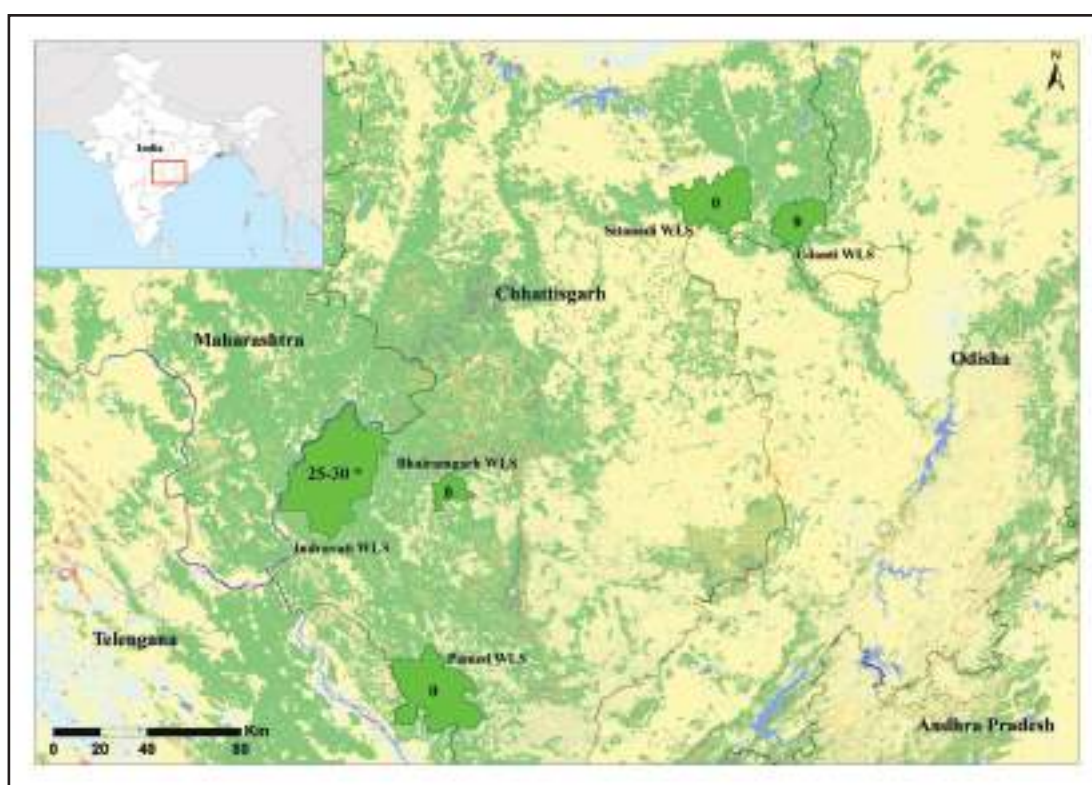 N
India
0
Sitanadi WLS
0
Udanti WLS
Chhattisgarh
Maharashtra
Odisha
25-30 *
Bhairamgarh WLS
0
Indravati WLS
Telengana
Pamed WLS
0
Andhra Pradesh
Km
0 20 40 80